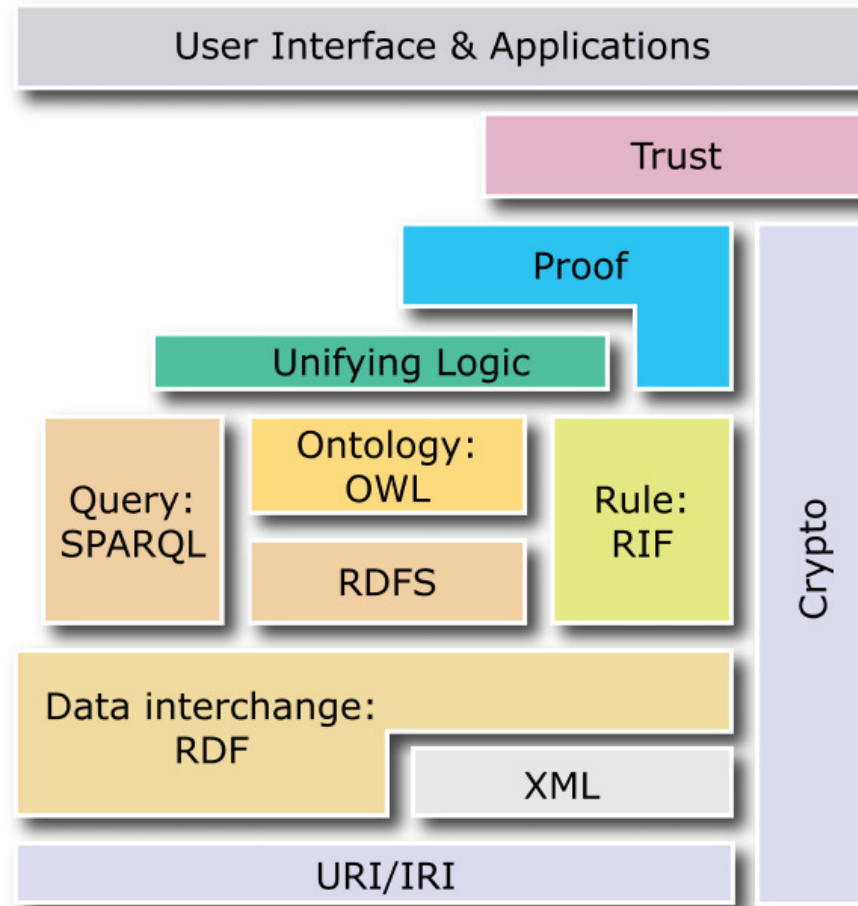 User Interface & Applications
Trust
Proof
Unifying Logic
Query:
SPARQL
Ontology:
OWL
RDFS
Rule:
RIF
Crypto
Data interchange:
RDF
XML
URI/IRI